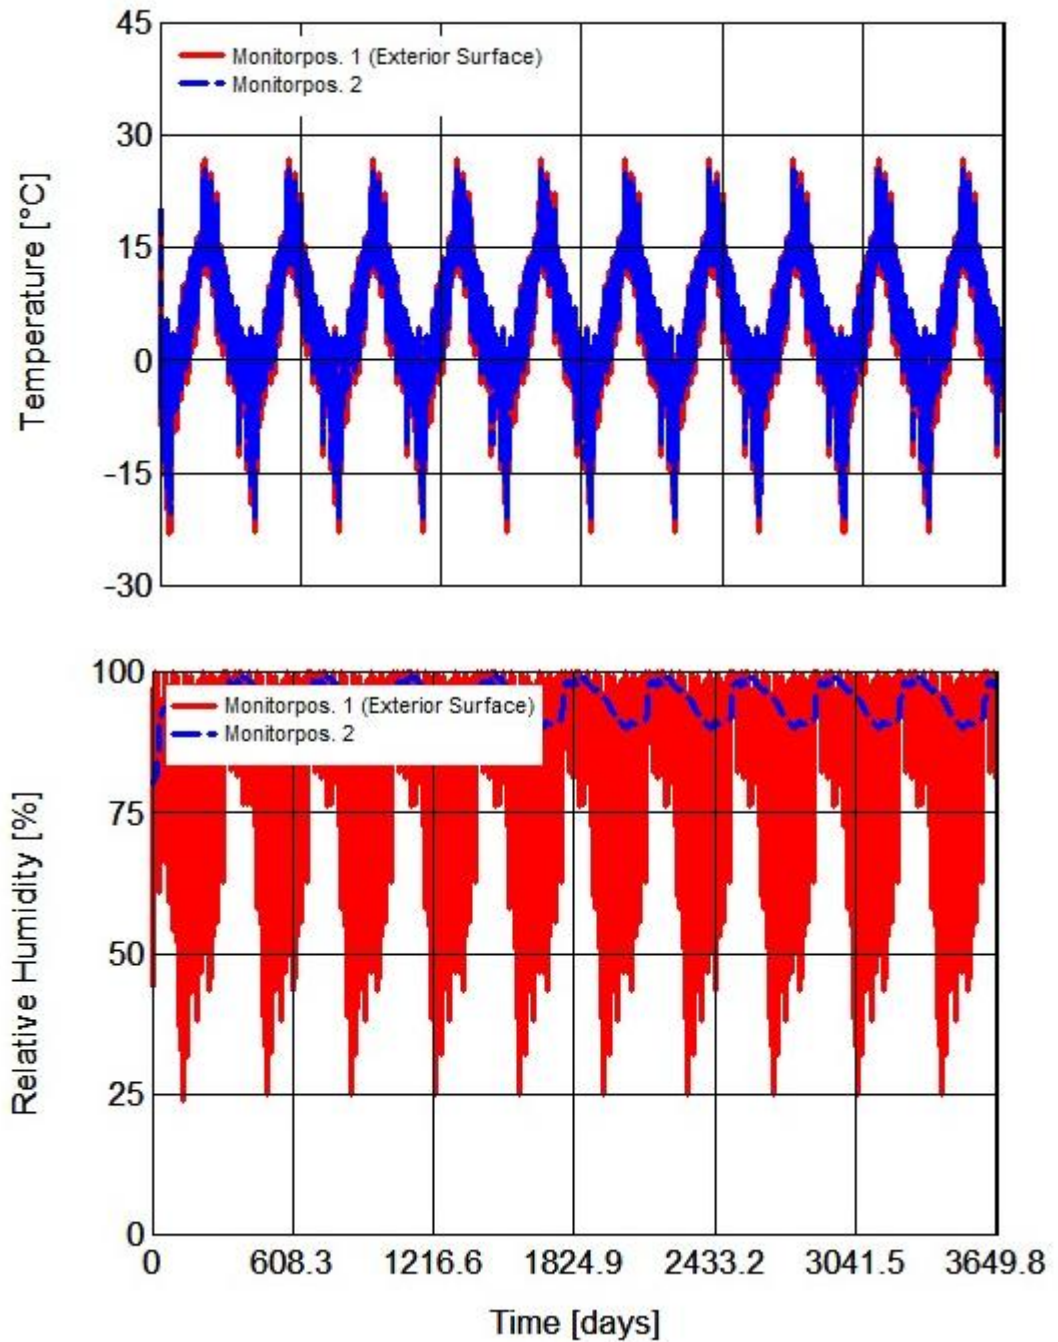 45
Monitorpos. 1 (Exterior Surface)
Monitorpos. 2
30
15
0
-15
-30
Temperature [°C]
100
Monitorpos. 1 (Exterior Surface)
Monitorpos. 2
75
50
25
0
Relative Humidity [%]
0 608.3 1216.6 1824.9 2433.2 3041.5 3649.8
Time [days]